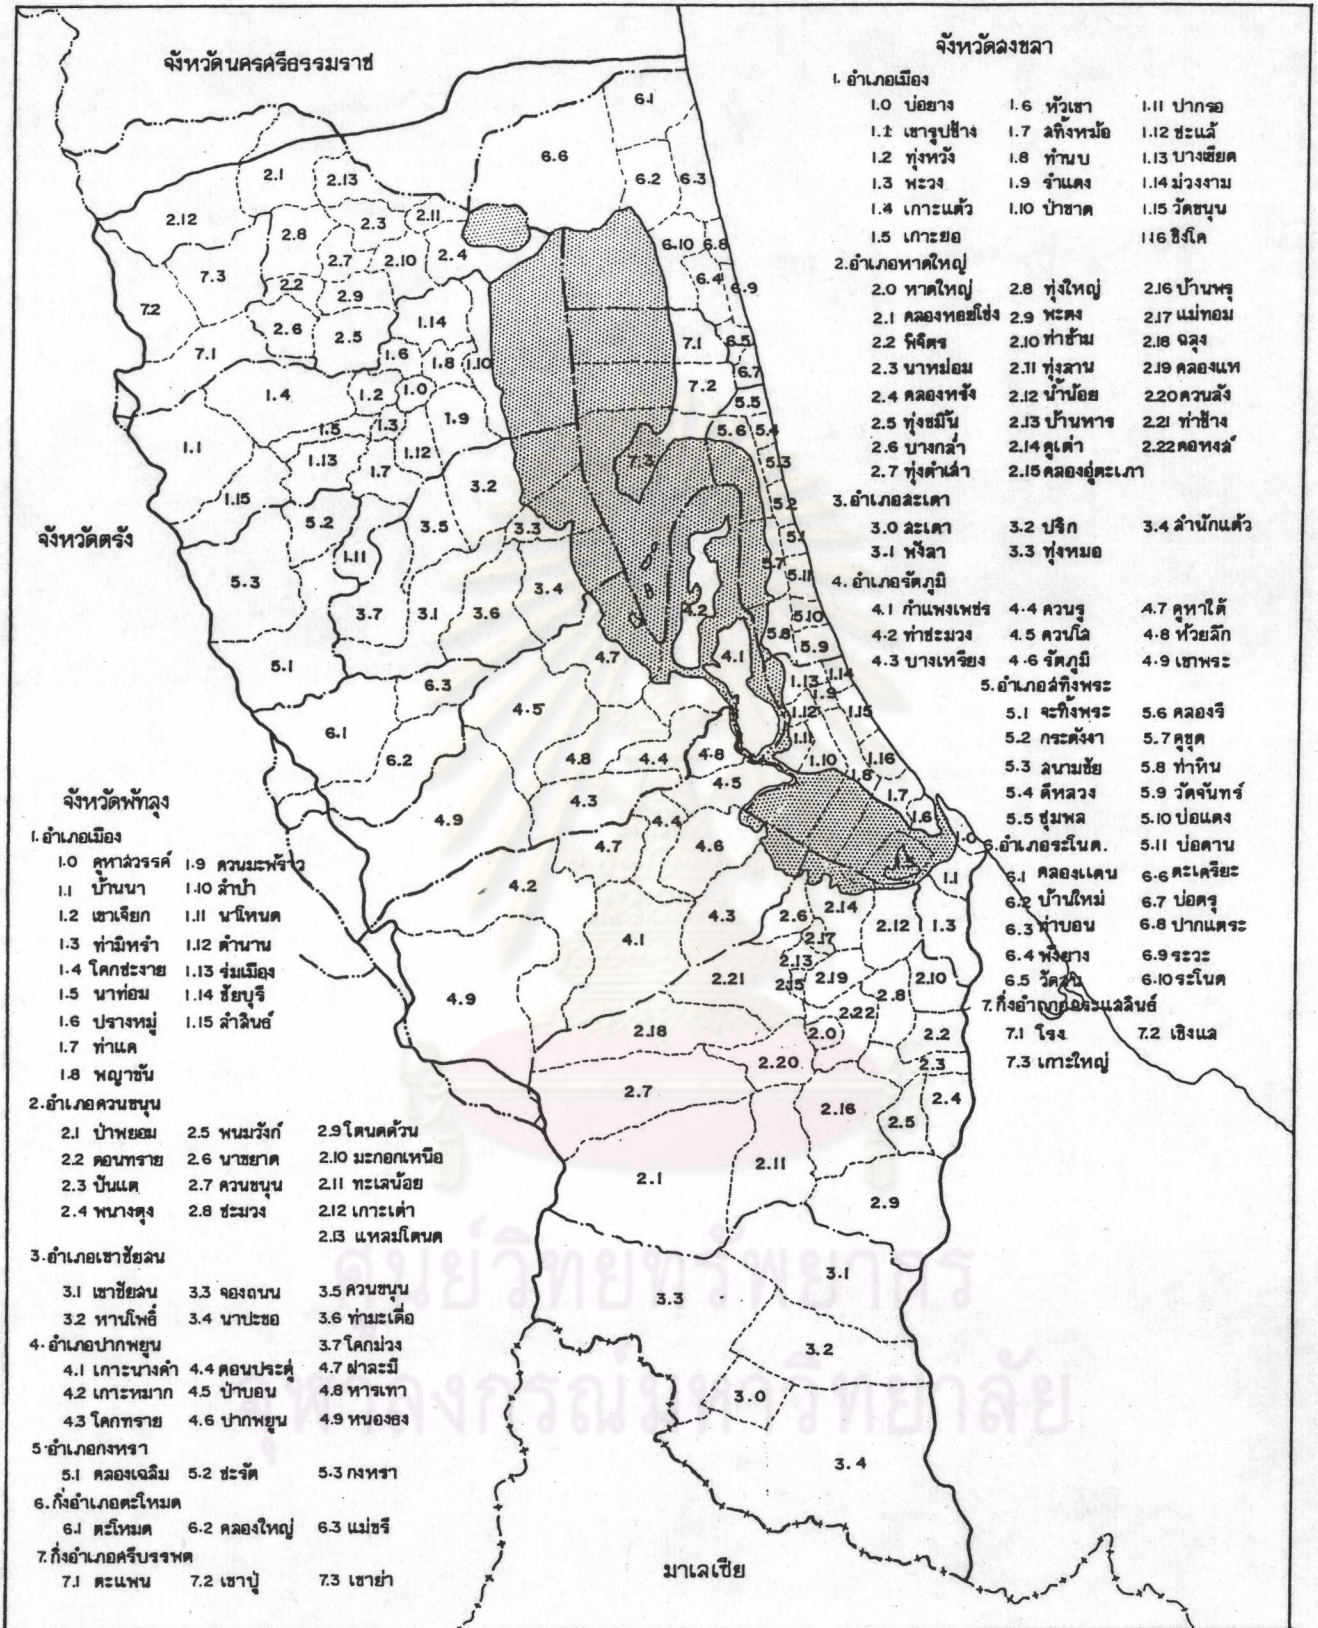 จังหวัดนครศรีธรรมราช
จังหวัดตรัง
มาเลเซีย
จังหวัดสงขลา
1. อำเภอเมือง
1.0 บ่อยาง 1.6 หัวเขา 1.11 ปากรอ
1.1 เขารูปช้าง 1.7 สทิ้งหม้อ 1.12 ชะแล้
1.2 ทุ่งหวัง 1.8 ทำนบ 1.13 บางเขียด
1.3 พะวง 1.9 รำแดง 1.14 ม่วงงาม
1.4 เกาะแต้ว 1.10 ป่าขาด 1.15 วัดขนุน
1.5 เกาะยอ 1.16 ชิงโค
2. อำเภอหาดใหญ่
2.0 หาดใหญ่ 2.8 ทุ่งใหญ่ 2.16 บ้านพรุ
2.1 คลองหอยโข่ง 2.9 พะตง 2.17 แม่ทอม
2.2 พิจิตร 2.10 ท่าข้าม 2.18 ฉลุง
2.3 นาหม่อม 2.11 ทุ่งลาน 2.19 คลองแห
2.4 คลองหรัง 2.12 น้ำน้อย 2.20 ควนลัง
2.5 ทุ่งขมิ้น 2.13 บ้านหาร 2.21 ท่าช้าง
2.6 บางกล่ำ 2.14 คูเต่า 2.22 คอหงส์
2.7 ทุ่งตำเสา 2.15 คลองอู่ตะเภา
3. อำเภอสะเดา
3.0 สะเดา 3.2 ปริก 3.4 สำนักแต้ว
3.1 พังลา 3.3 ทุ่งหมอ
4. อำเภอรัตภูมิ
4.1 กำแพงเพชร 4.4 ควนรู 4.7 คูหาใต้
4.2 ท่าชะมวง 4.5 ควนโส 4.8 ห้วยลึก
4.3 บางเหรียง 4.6 รัตภูมิ 4.9 เขาพระ
5. อำเภอสทิงพระ
5.1 จะทิ้งพระ 5.6 คลองรี
5.2 กระดังงา 5.7 คูขุด
5.3 สนามชัย 5.8 ท่าหิน
5.4 ดีหลวง 5.9 วัดจันทร์
5.5 ชุมพล 5.10 บ่อแดง
6. อำเภอระโนด. 5.11 บ่อดาน
6.1 คลองแดน 6.6 ตะเครียะ
6.2 บ้านใหม่ 6.7 บ่อตรุ
6.3 ท่าบอน 6.8 ปากแตระ
6.4 พังยาง 6.9 ระวะ
6.5 วัดสน 6.10 ระโนด
7. กิ่งอำเภอกระแสสินธ์
7.1 โรง 7.2 เชิงแส
7.3 เกาะใหญ่
จังหวัดพัทลุง
1. อำเภอเมือง
1.0 คูหาสวรรค์ 1.9 ควนมะพร้าว
1.1 บ้านนา 1.10 ลำปำ
1.2 เขาเจียก 1.11 นาโหนด
1.3 ท่ามิหรำ 1.12 ตำนาน
1.4 โคกชะงาย 1.13 ร่มเมือง
1.5 นาท่อม 1.14 ชัยบุรี
1.6 ปรางหมู่ 1.15 ลำสินธ์
1.7 ท่าแค
1.8 พญาขัน
2. อำเภอควนขนุน
2.1 ป่าพยอม 2.5 พนมวังก์ 2.9 โตนดด้วน
2.2 ดอนทราย 2.6 นาขยาด 2.10 มะกอกเหนือ
2.3 ปันแต 2.7 ควนขนุน 2.11 ทะเลน้อย
2.4 พนางตุง 2.8 ชะมวง 2.12 เกาะเต่า
2.13 แหลมโตนด
3. อำเภอเขาชัยสน
3.1 เขาชัยสน 3.3 จองถนน 3.5 ควนขนุน
3.2 หานโพธิ์ 3.4 นาปะขอ 3.6 ท่ามะเดื่อ
4. อำเภอปากพยูน 3.7 โคกม่วง
4.1 เกาะนางคำ 4.4 ดอนประดู่ 4.7 ฝาละมี
4.2 เกาะหมาก 4.5 ป่าบอน 4.8 หารเทา
4.3 โคกทราย 4.6 ปากพยูน 4.9 หนองธง
5. อำเภอกงหรา
5.1 คลองเฉลิม 5.2 ชะรัด 5.3 กงหรา
6. กิ่งอำเภอตะโหมด
6.1 ตะโหมด 6.2 คลองใหญ่ 6.3 แม่ขรี
7. กิ่งอำเภอศรีบรรพต
7.1 ตะแพน 7.2 เขาปู่ 7.3 เขาย่า
ศูนย์วิทยทรัพยากร
จุฬาลงกรณ์มหาวิทยาลัย